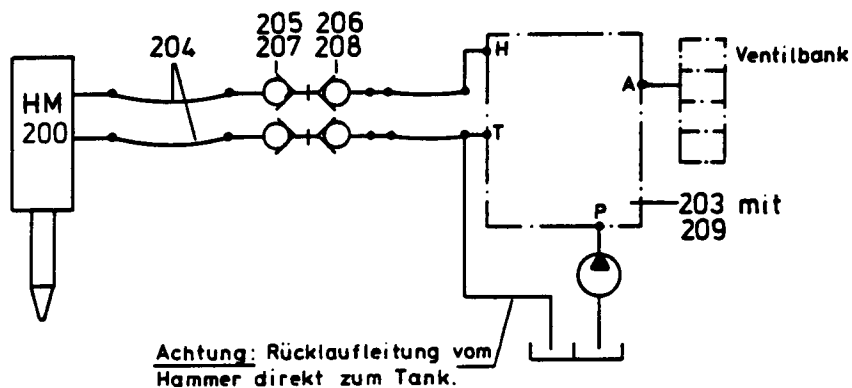 204
205 206
207 208
H
Ventilbank
A
HM
200
T
203 mit
209
P
Achtung: Rücklaufleitung vom
Hammer direkt zum Tank.